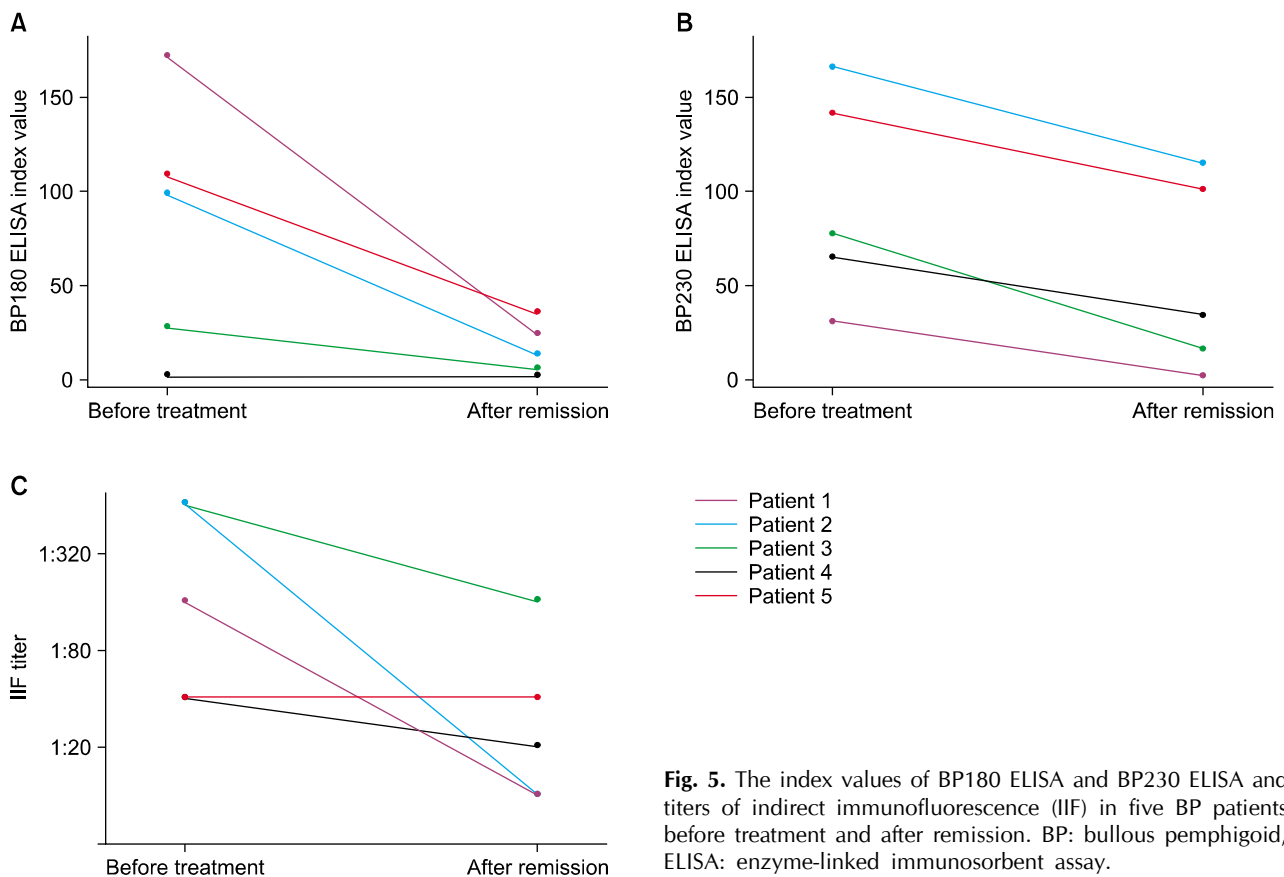 A
BP180 ELISA index value
150
100
50
0
Before treatment
After remission
B
BP230 ELISA index value
150
100
50
0
Before treatment
After remission
C
IIF titer
1:320
1:80
1:20
Before treatment
After remission
Patient 1
Patient 2
Patient 3
Patient 4
Patient 5
Fig. 5. The index values of BP180 ELISA and BP230 ELISA and
titers of indirect immunofluorescence (IIF) in five BP patients
before treatment and after remission. BP: bullous pemphigoid,
ELISA: enzyme-linked immunosorbent assay.